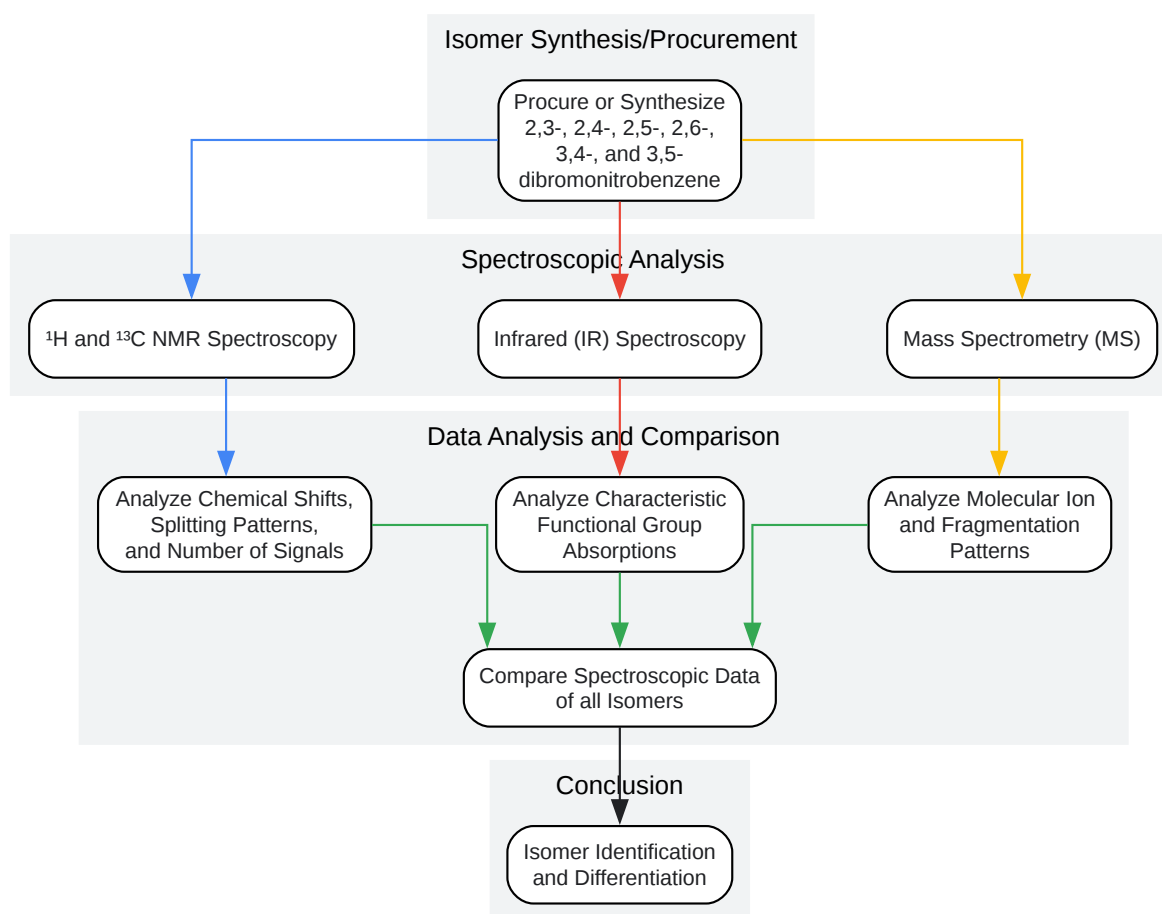 Isomer Synthesis/Procurement
Procure or Synthesize
2,3-, 2,4-, 2,5-, 2,6-,
3,4-, and 3,5-
dibromonitrobenzene
Spectroscopic Analysis
¹H and ¹³C NMR Spectroscopy
Infrared (IR) Spectroscopy
Mass Spectrometry (MS)
Data Analysis and Comparison
Analyze Chemical Shifts,
Splitting Patterns,
and Number of Signals
Analyze Characteristic
Functional Group
Absorptions
Analyze Molecular Ion
and Fragmentation
Patterns
Compare Spectroscopic Data
of all Isomers
Conclusion
Isomer Identification
and Differentiation